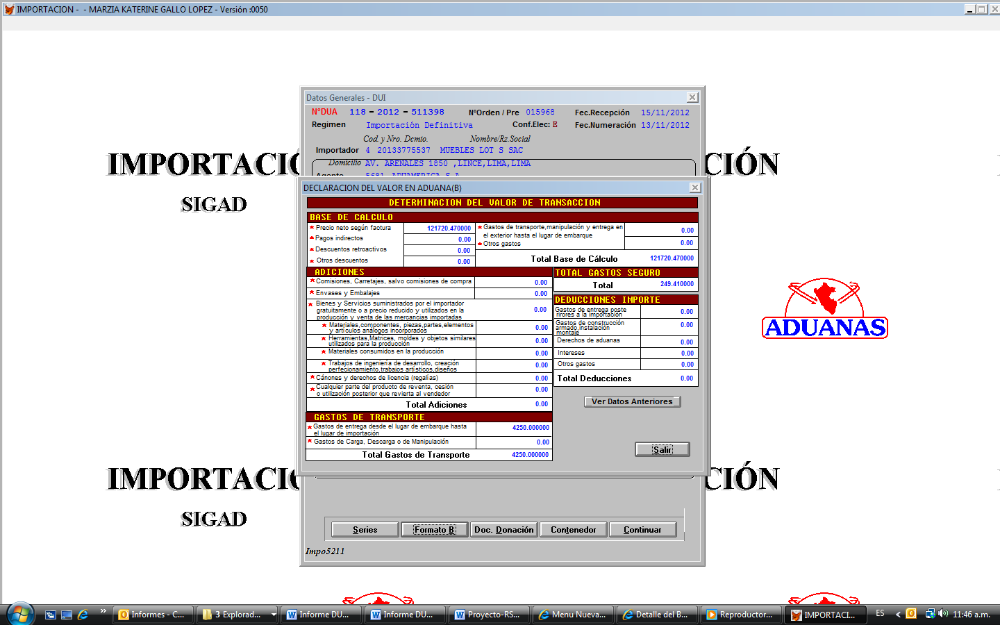 IMPORTACION -  - MARZIA KATERINE GALLO LOPEZ - Versión :0050
Datos Generales - DUI
N°DUA 118 - 2012 - 511398 N°Orden / Pre 015968 Fec.Recepción 15/11/2012
Regimen Importación Definitiva Conf.Elec: E Fec.Numeración 13/11/2012
Cod. y Nro. Dcmto. Nombre/Rz.Social
Importador 4 20133775537 MUEBLES LOT S SAC
Domicilio AV. ARENALES 1850 ,LINCE,LIMA,LIMA
IMPORTACIÓ
CIÓN
SIGAD
DECLARACION DEL VALOR EN ADUANA(B)
DETERMINACION DEL VALOR DE TRANSACCION
BASE DE CALCULO
* Precio neto según factura 121720.470000
* Pagos indirectos 0.00
* Descuentos retroactivos 0.00
* Otros descuentos 0.00
* Gastos de transporte,manipulación y entrega en
el exterior hasta el lugar de embarque 0.00
* Otros gastos 0.00
Total Base de Cálculo 121720.470000
ADICIONES
* Comisiones, Carretajes, salvo comisiones de compra 0.00
* Envases y Embalajes 0.00
* Bienes y Servicios suministrados por el importador
gratuitamente o a precio reducido y utilizados en la
producción y venta de las mercancias importadas 0.00
* Materiales,componentes, piezas,partes,elementos
y artículos análogos incorporados 0.00
* Herramientas,Matrices, moldes y objetos similares
utilizados para la producción 0.00
* Materiales consumidos en la producción 0.00
* Trabajos de ingeniería de desarrollo, creación
perfecionamiento,trabajos artísticos,diseños 0.00
* Cánones y derechos de licencia (regalías) 0.00
* Cualquier parte del producto de reventa, cesión
o utilización posterior que revierta al vendedor 0.00
Total Adiciones 0.00
GASTOS DE TRANSPORTE
* Gastos de entrega desde el lugar de embarque hasta
el lugar de importación 4250.000000
* Gastos de Carga, Descarga o de Manipulación 0.00
Total Gastos de Transporte 4250.000000
TOTAL GASTOS SEGURO
Total 249.410000
DEDUCCIONES IMPORTE
Gastos de entrega poste
rirores a la importación 0.00
Gastos de construcción
armado,instalación
montaje 0.00
Derechos de aduanas 0.00
Intereses 0.00
Otros gastos 0.00
Total Deducciones 0.00
Ver Datos Anteriores
Salir
ADUANAS
IMPORTACIÓ
CIÓN
SIGAD
Series Formato B Doc. Donación Contenedor Continuar
Impo5211
Informes - C... 3 Explorad... Informe DU... Informe DU... Proyecto-RS... Menu Nueva... Detalle del B... Reproductor... IMPORTACI... ES 11:46 a.m.